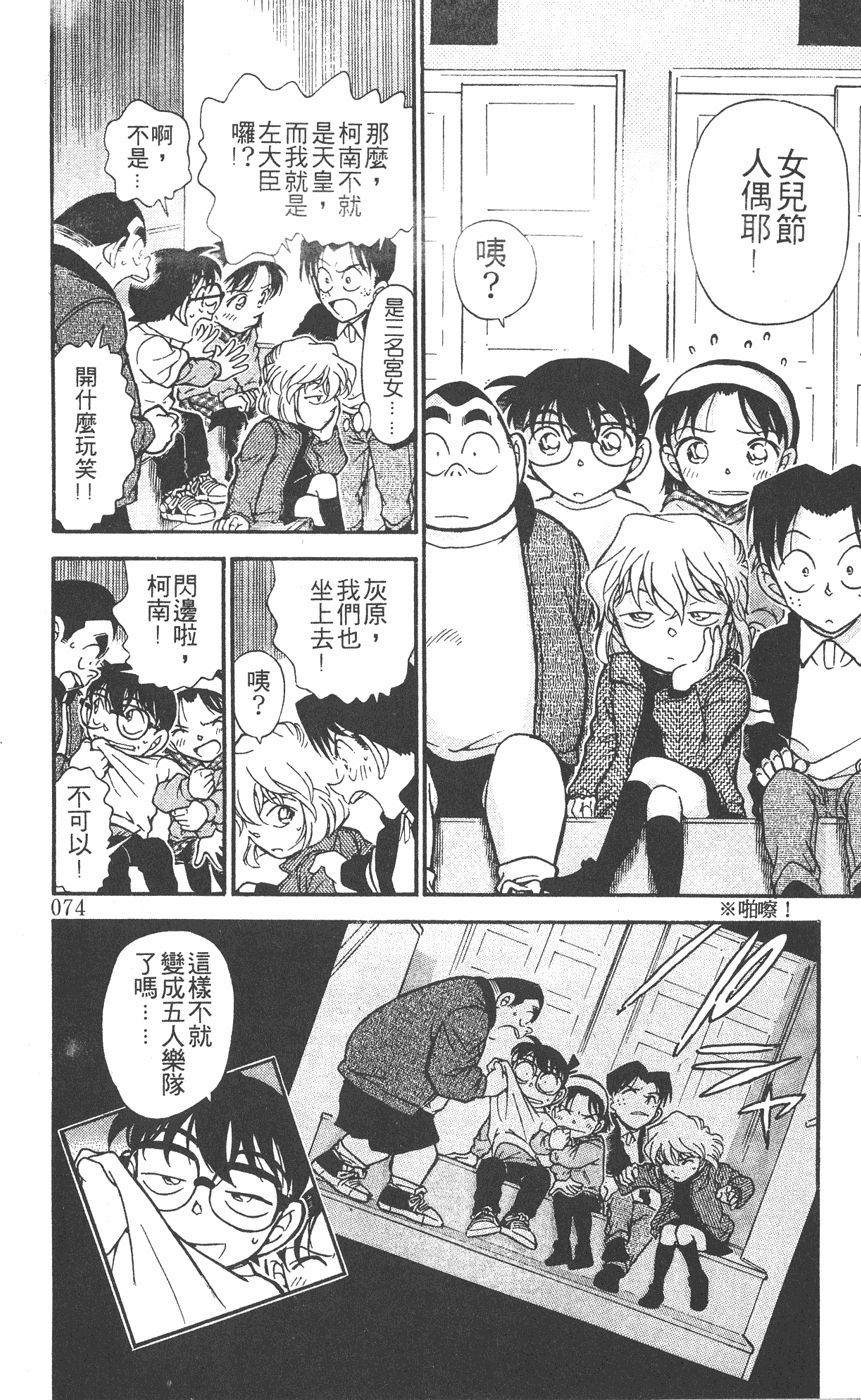 女兒節
人偶耶！
咦？
那麼，
柯南不就
是天皇，
而我就是
左大臣
囉？！
啊，
不是…
是三名宮女……
開什麼玩笑！！
灰原，
我們也
坐上去！
咦？
閃邊啦，
柯南！
不可以！
074
※啪嚓！
這樣不就
變成五人樂隊
了嗎……
パシャ